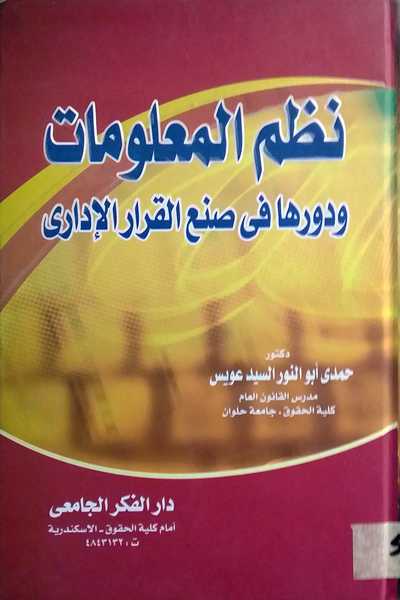 نظم المعلومات
ودورها فى صنع القرار الإدارى
دكتور
حمدى أبو النور السيد عويس
مدرس القانون العام
كلية الحقوق ـ جامعة حلوان
دار الفكر الجامعى
أمام كلية الحقوق ـ الاسكندرية
ت : ٤٨٤٣١٣٢